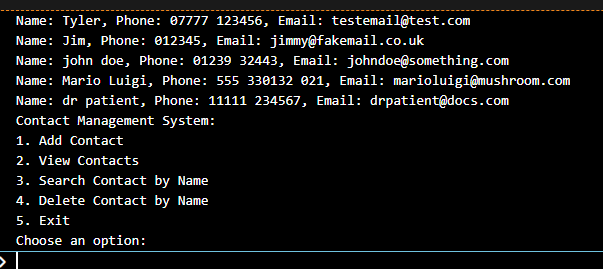 Name: Tyler, Phone: 07777 123456, Email: testemail@test.com
Name: Jim, Phone: 012345, Email: jimmy@fakemail.co.uk
Name: john doe, Phone: 01239 32443, Email: johndoe@something.com
Name: Mario Luigi, Phone: 555 330132 021, Email: marioluigi@mushroom.com
Name: dr patient, Phone: 11111 234567, Email: drpatient@docs.com
Contact Management System:
1. Add Contact
2. View Contacts
3. Search Contact by Name
4. Delete Contact by Name
5. Exit
Choose an option: